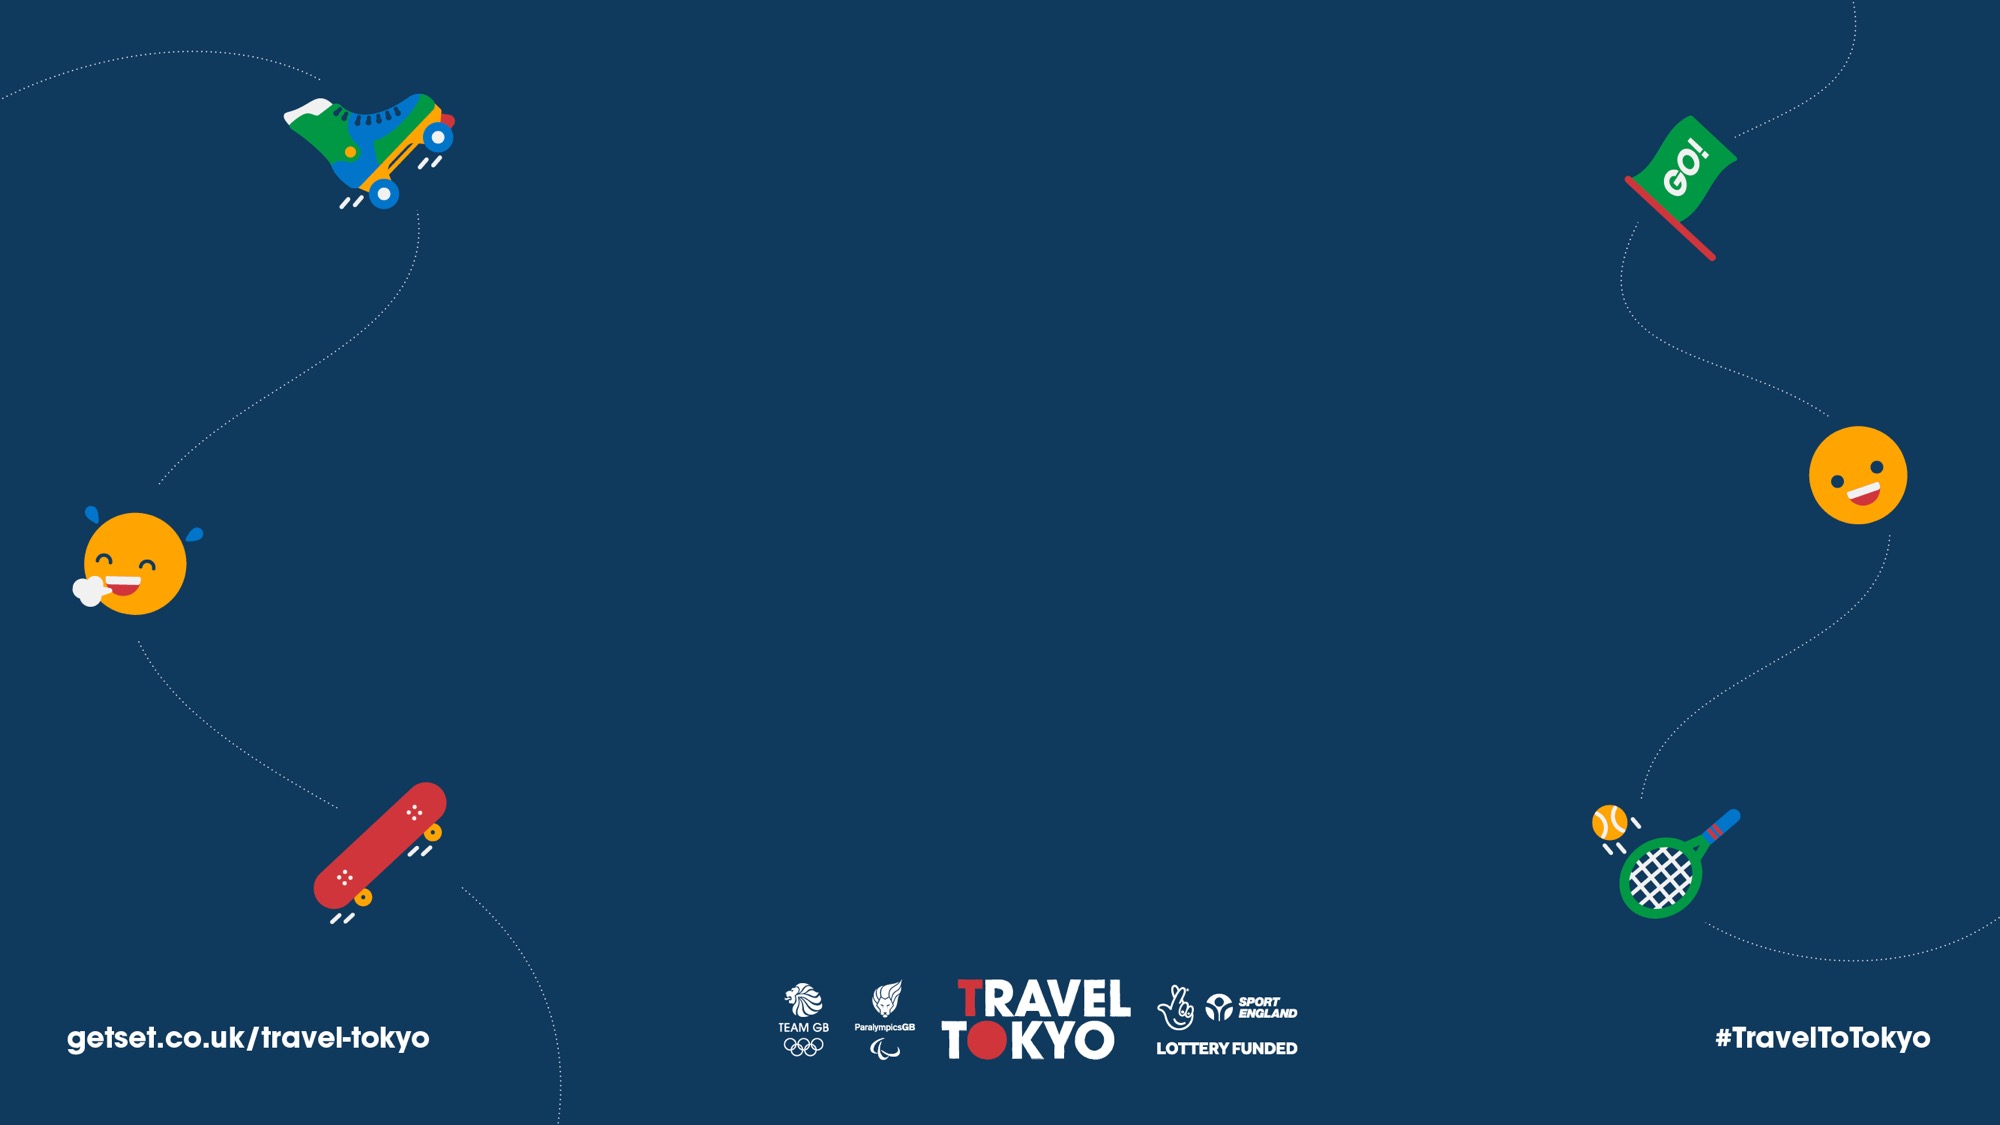 GO!
getset.co.uk/travel-tokyo
TEAM GB
ParalympicsGB
TRAVEL
TOKYO
SPORT
ENGLAND
LOTTERY FUNDED
#TravelToTokyo